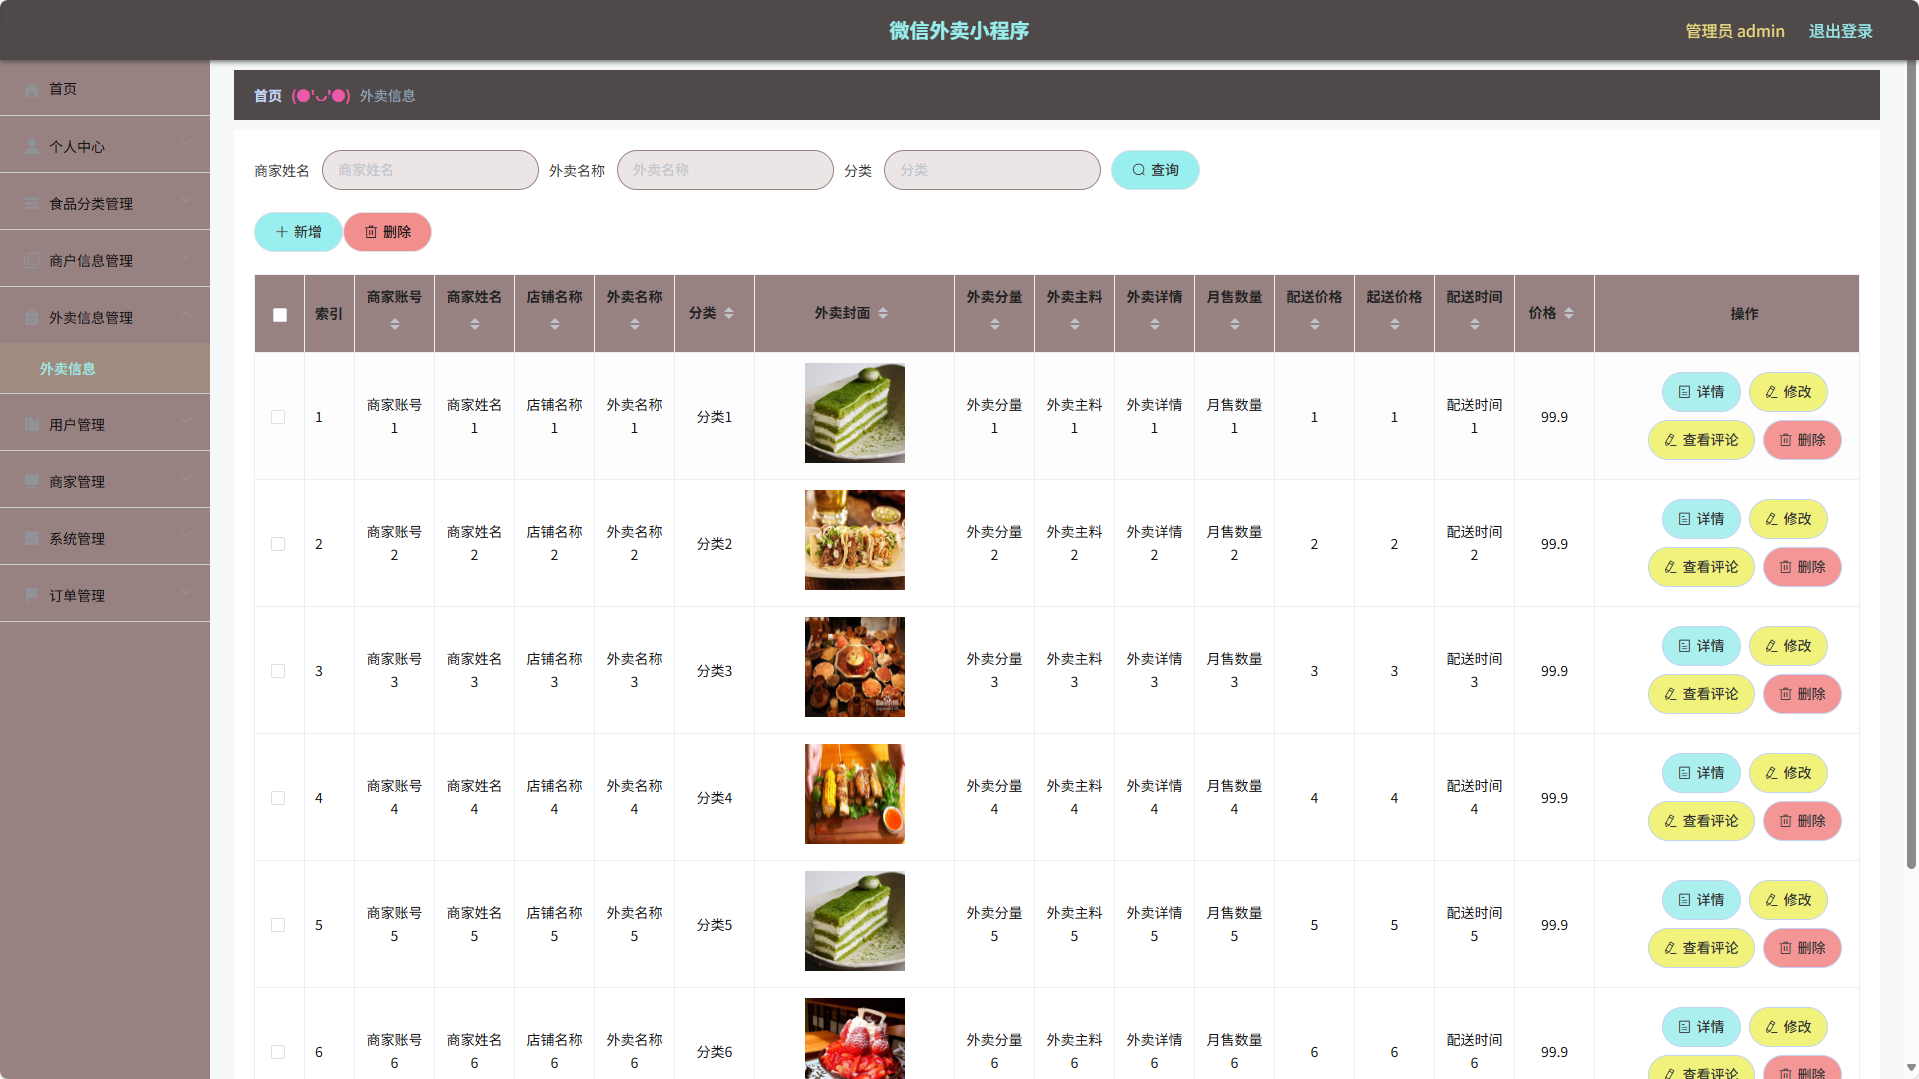 微信外卖小程序
管理员 admin
退出登录
首页
个人中心
食品分类管理
商户信息管理
外卖信息管理
外卖信息
用户管理
商家管理
系统管理
订单管理
首页 (●'◡'●) 外卖信息
商家姓名 商家姓名 外卖名称 外卖名称 分类 分类 查询
新增 删除
索引 商家账号 商家姓名 店铺名称 外卖名称 分类 外卖封面 外卖分量 外卖主料 外卖详情 月售数量 配送价格 起送价格 配送时间 价格 操作
1 商家账号1 商家姓名1 店铺名称1 外卖名称1 分类1 外卖分量1 外卖主料1 外卖详情1 月售数量1 1 1 配送时间1 99.9 详情 修改
查看评论 删除
2 商家账号2 商家姓名2 店铺名称2 外卖名称2 分类2 外卖分量2 外卖主料2 外卖详情2 月售数量2 2 2 配送时间2 99.9 详情 修改
查看评论 删除
3 商家账号3 商家姓名3 店铺名称3 外卖名称3 分类3 外卖分量3 外卖主料3 外卖详情3 月售数量3 3 3 配送时间3 99.9 详情 修改
查看评论 删除
4 商家账号4 商家姓名4 店铺名称4 外卖名称4 分类4 外卖分量4 外卖主料4 外卖详情4 月售数量4 4 4 配送时间4 99.9 详情 修改
查看评论 删除
5 商家账号5 商家姓名5 店铺名称5 外卖名称5 分类5 外卖分量5 外卖主料5 外卖详情5 月售数量5 5 5 配送时间5 99.9 详情 修改
查看评论 删除
6 商家账号6 商家姓名6 店铺名称6 外卖名称6 分类6 外卖分量6 外卖主料6 外卖详情6 月售数量6 6 6 配送时间6 99.9 详情 修改
查看评论 删除